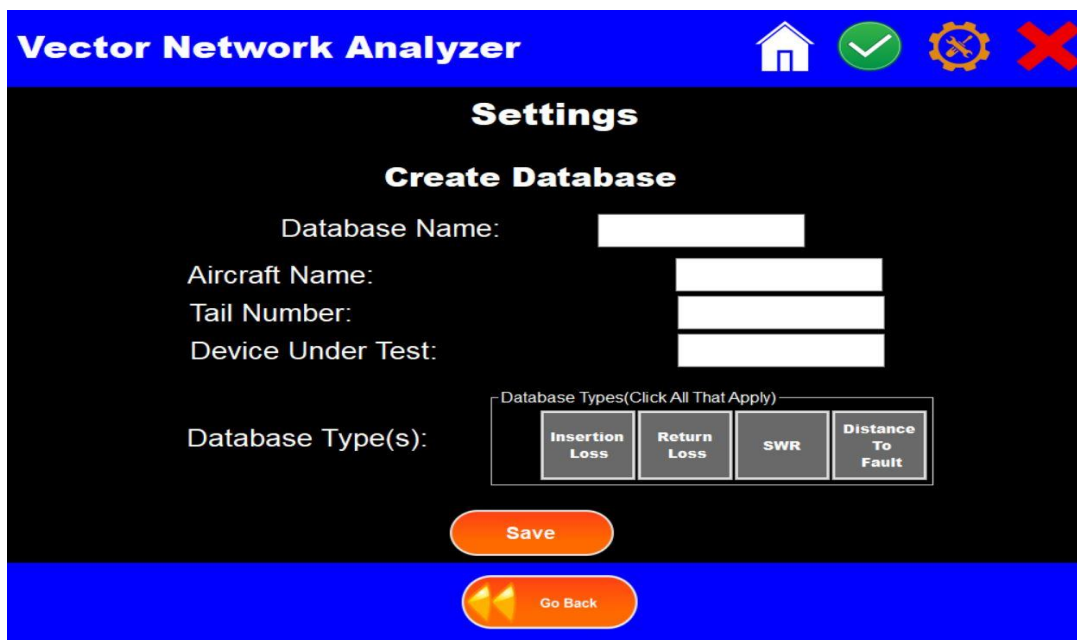 Vector Network Analyzer
Settings
Create Database
Database Name:
Aircraft Name:
Tail Number:
Device Under Test:
Database Types(Click All That Apply)
Database Type(s):
Insertion
Loss
Return
Loss
SWR
Distance
To
Fault
Save
Go Back